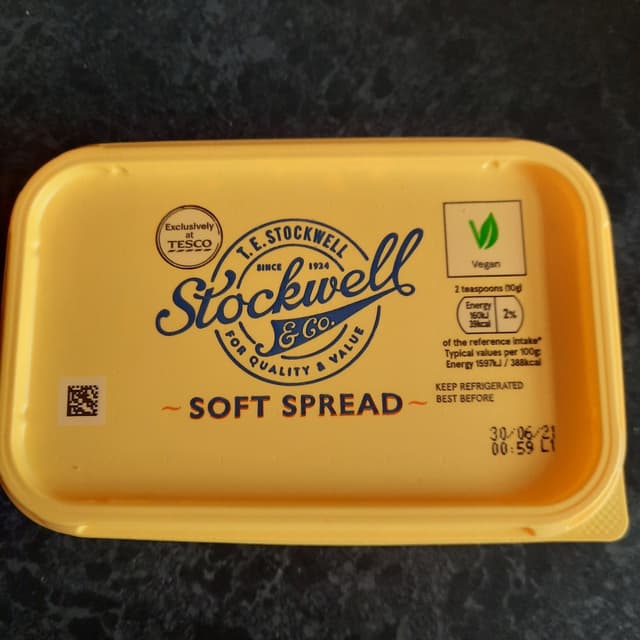 Exclusively
at
TESCO
T. E. STOCKWELL
SINCE 1924
Stockwell
& Co.
FOR QUALITY & VALUE
~ SOFT SPREAD ~
Vegan
2 teaspoons (10g)
Energy
160kJ
39kcal
2%
of the reference intake*
Typical values per 100g:
Energy 1597kJ / 388kcal
KEEP REFRIGERATED
BEST BEFORE
30/06/21
00:59 L1